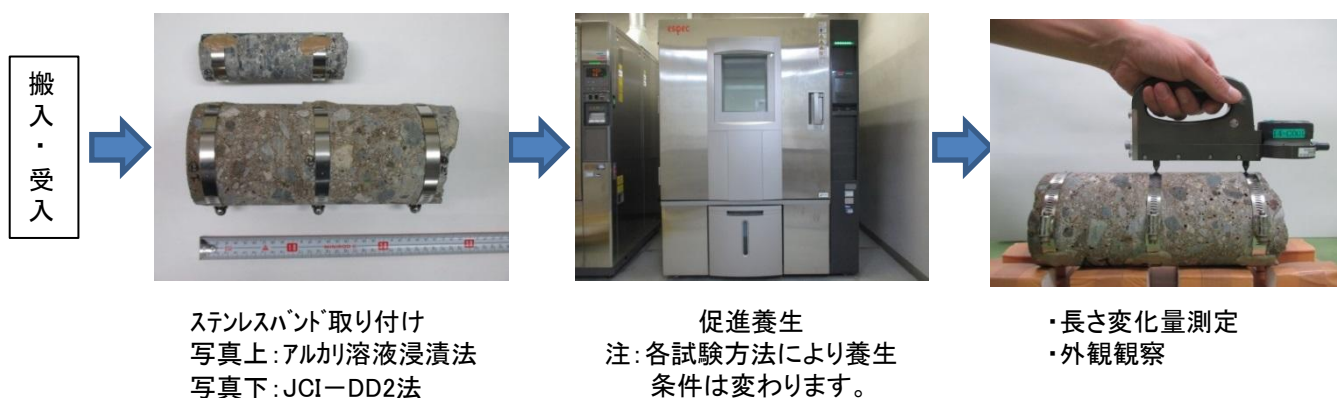 搬
入
・
受
入
espec
ステンレスバンド取り付け
写真上：アルカリ溶液浸漬法
写真下：JCI－DD2法
促進養生
注：各試験方法により養生
条件は変わります。
・長さ変化量測定
・外観観察